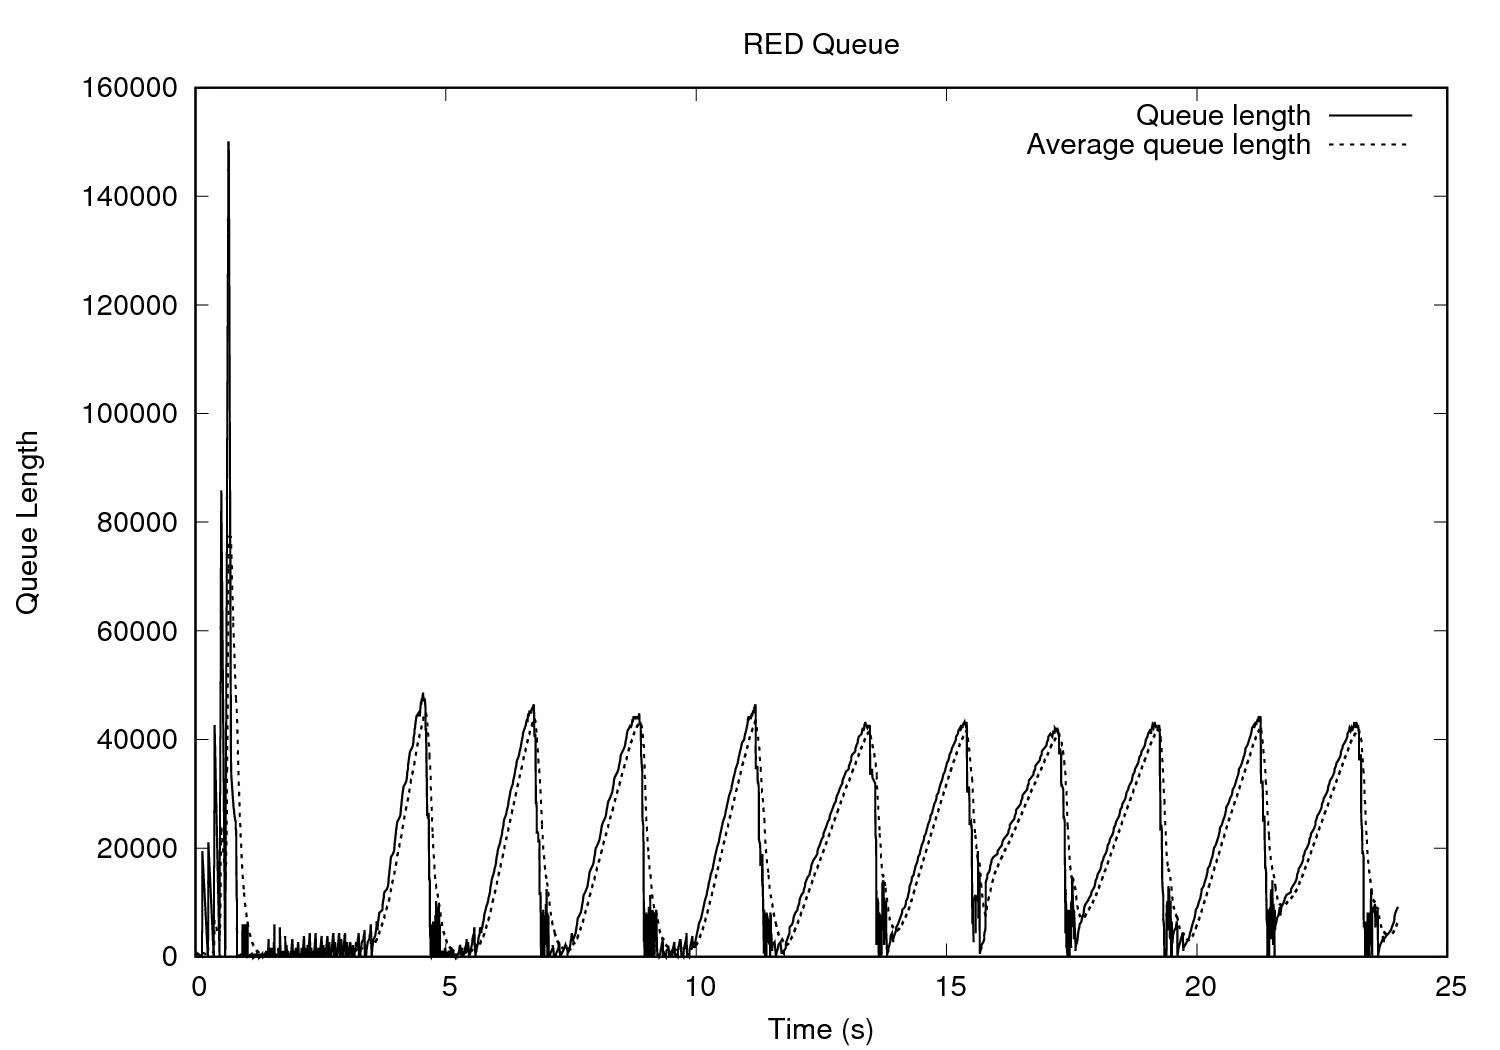 RED Queue
160000
140000
120000
100000
80000
60000
40000
20000
0
Queue Length
Queue length
Average queue length
0 5 10 15 20 25
Time (s)